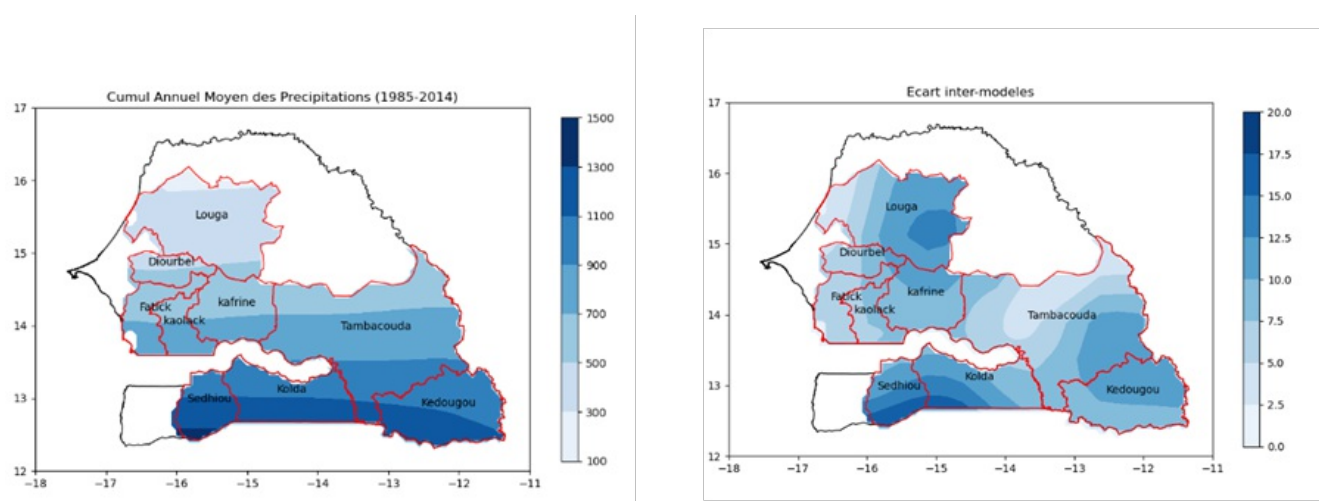 Cumul Annuel Moyen des Precipitations (1985-2014)
17
16
15
14
13
12
−18
−17
−16
−15
−14
−13
−12
−11
Louga
Diourbel
Fatick
kaolack
kafrine
Tambacouda
Sedhiou
Kolda
Kedougou
1500
1300
1100
900
700
500
300
100
Ecart inter-modeles
17
16
15
14
13
12
−18
−17
−16
−15
−14
−13
−12
−11
Louga
Diourbel
Fatick
kaolack
kafrine
Tambacouda
Sedhiou
Kolda
Kedougou
20.0
17.5
15.0
12.5
10.0
7.5
5.0
2.5
0.0